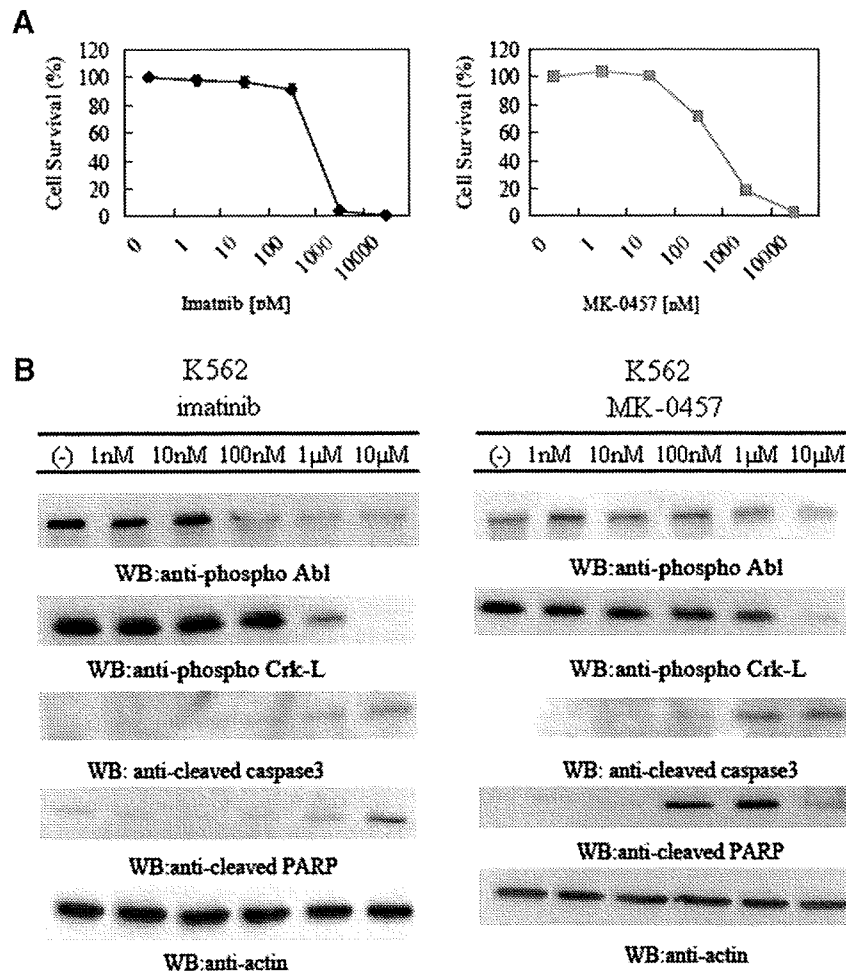 A
Cell Survival (%)
120
100
80
60
40
20
0
0 1 10 100 1000 10000
Imatinib [nM]
Cell Survival (%)
120
100
80
60
40
20
0
0 1 10 100 1000 10000
MK-0457 [nM]
B
K562
imatinib
(-) 1nM 10nM 100nM 1μM 10μM
WB:anti-phospho Abl
WB:anti-phospho Crk-L
WB: anti-cleaved caspase3
WB:anti-cleaved PARP
WB:anti-actin
K562
MK-0457
(-) 1nM 10nM 100nM 1μM 10μM
WB:anti-phospho Abl
WB:anti-phospho Crk-L
WB: anti-cleaved caspase3
WB:anti-cleaved PARP
WB:anti-actin